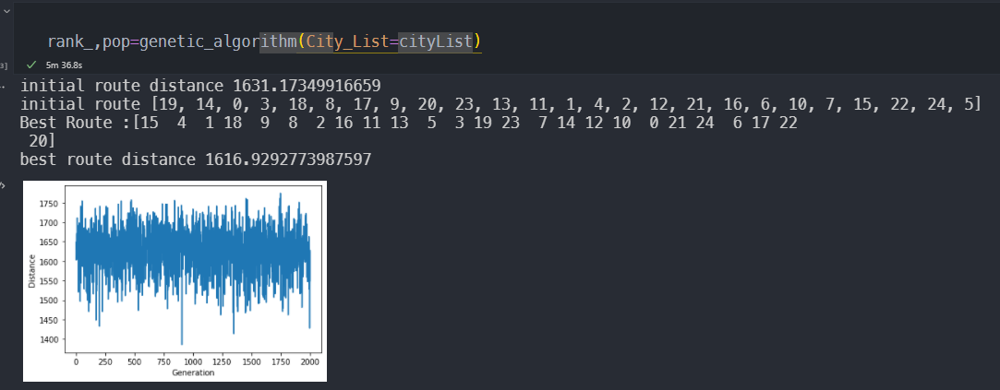 rank_,pop=genetic_algorithm(City_List=cityList)
3]
5m 36.8s
initial route distance 1631.17349916659
initial route [19, 14, 0, 3, 18, 8, 17, 9, 20, 23, 13, 11, 1, 4, 2, 12, 21, 16, 6, 10, 7, 15, 22, 24, 5]
Best Route :[15  4  1 18  9  8  2 16 11 13  5  3 19 23  7 14 12 10  0 21 24  6 17 22
 20]
best route distance 1616.9292773987597
1750
1700
1650
1600
1550
1500
1450
1400
Distance
0 250 500 750 1000 1250 1500 1750 2000
Generation